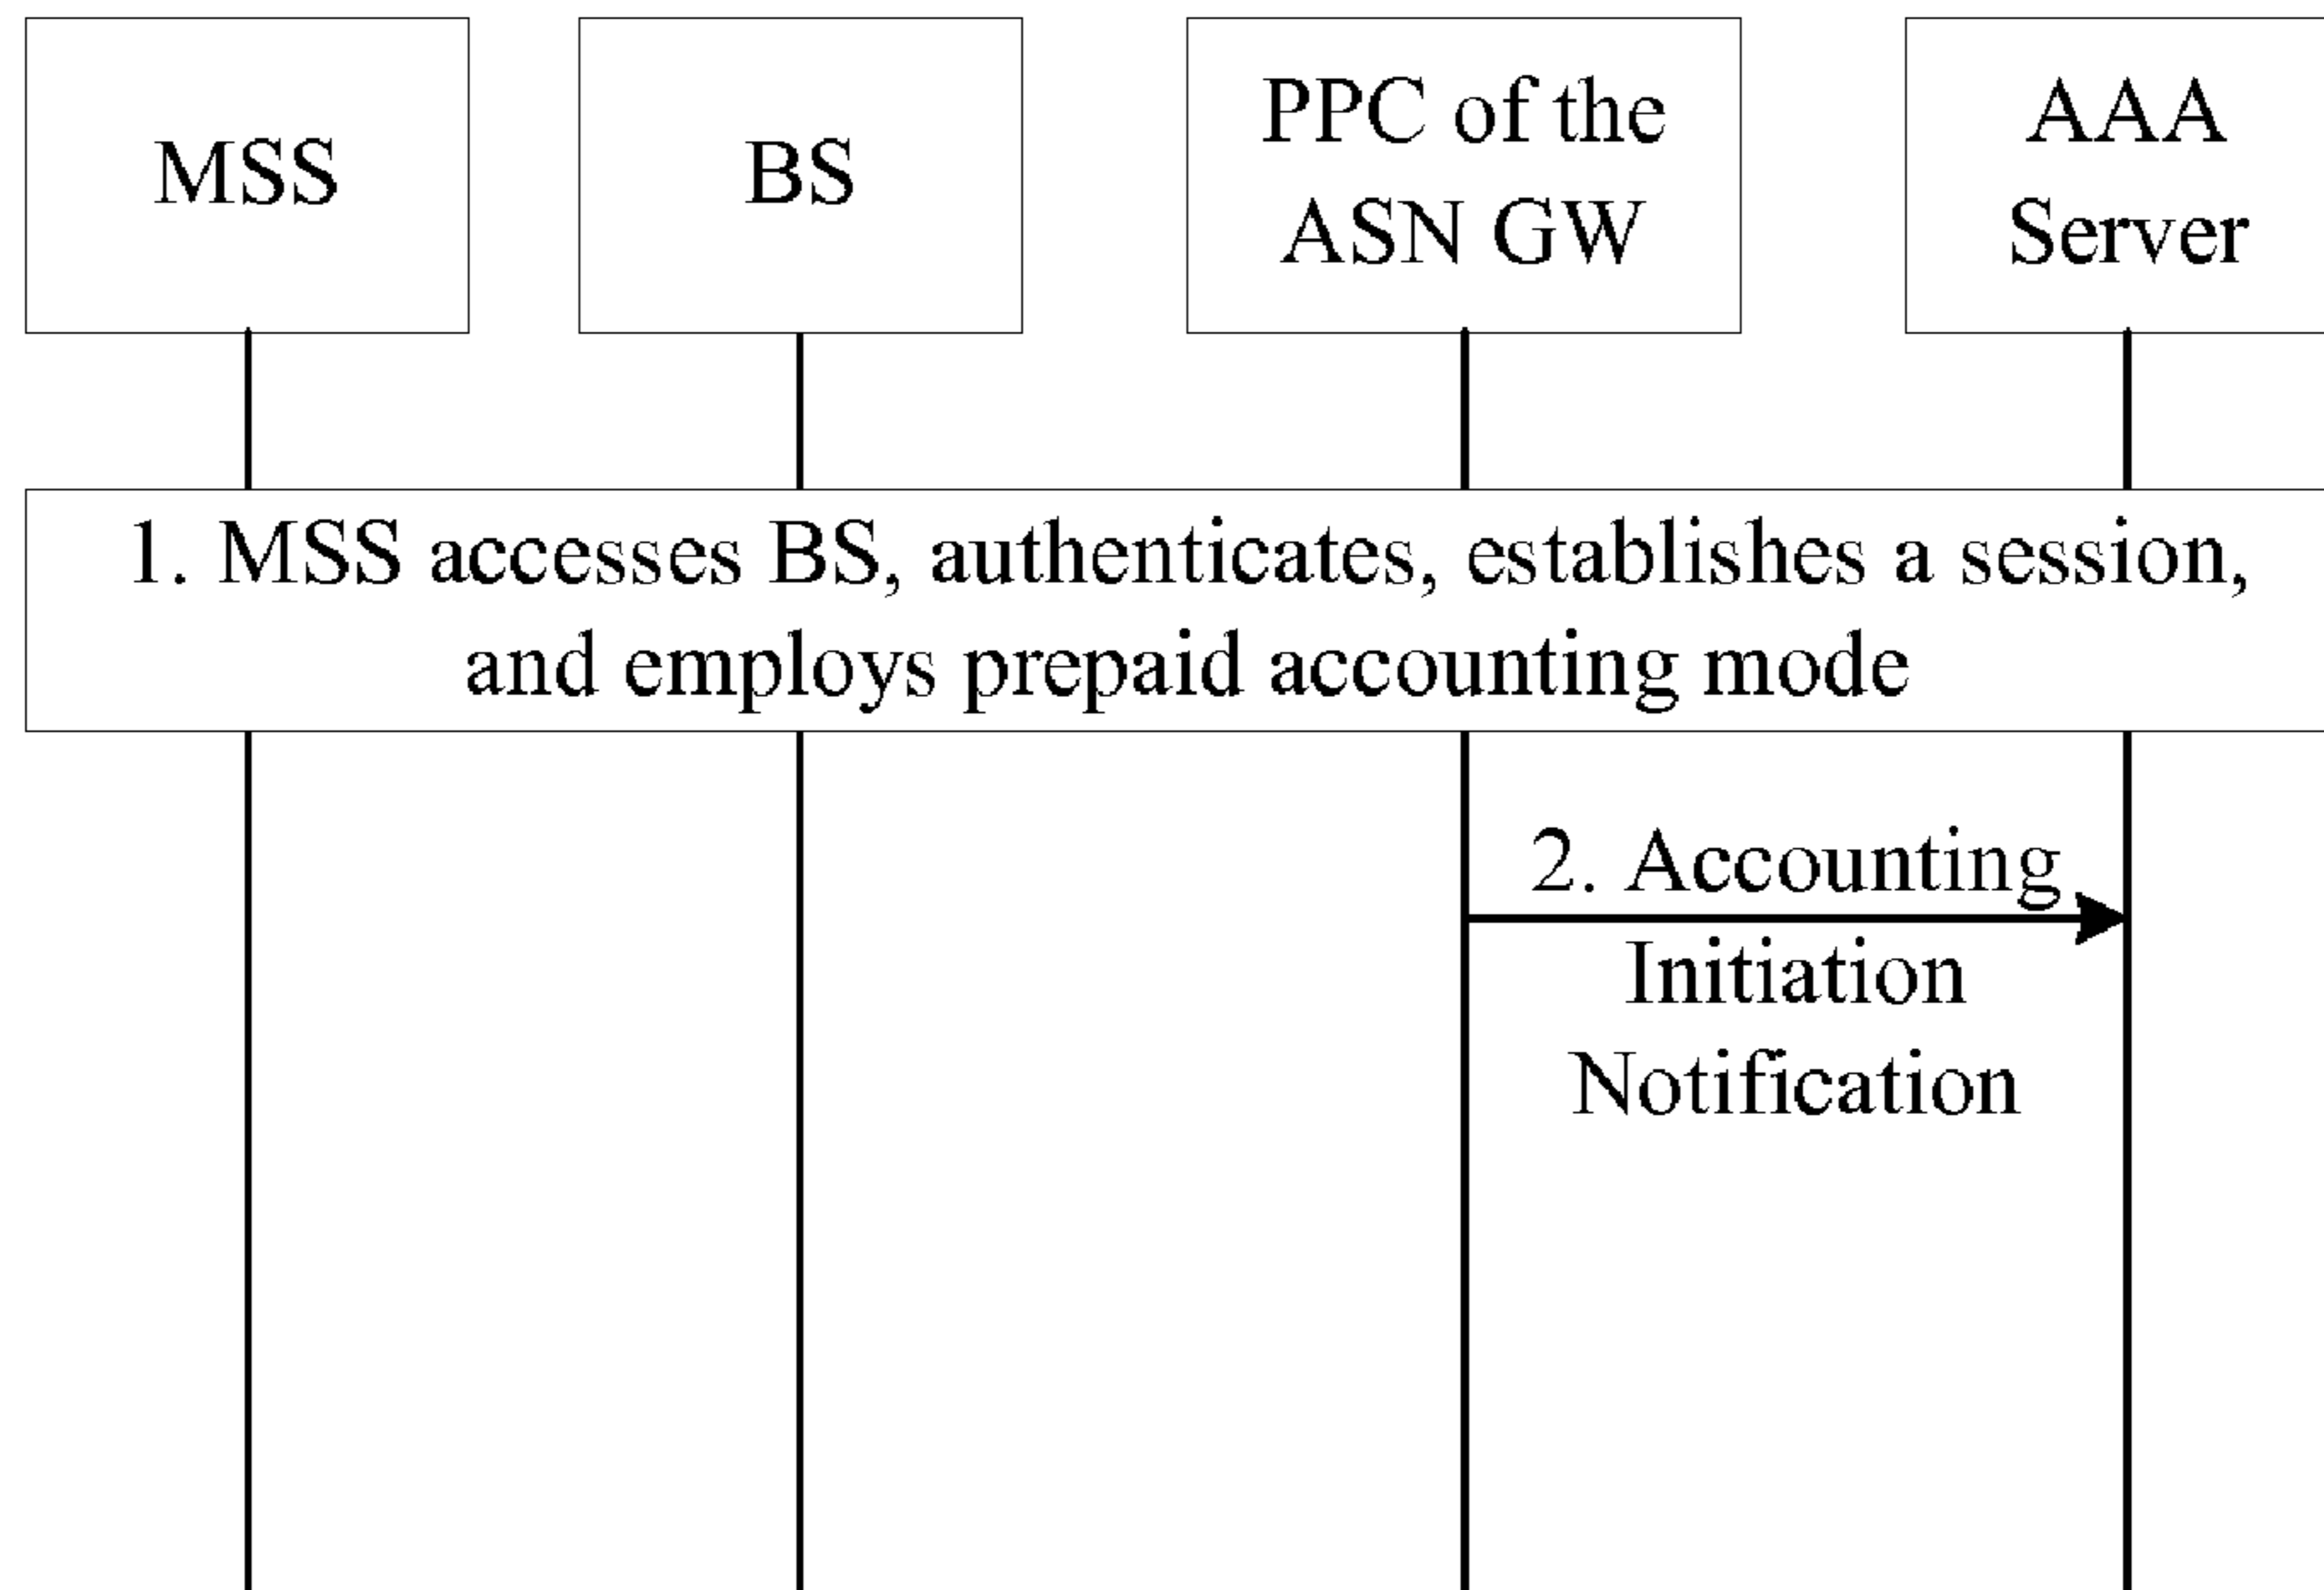 MSS
BS
PPC of the
ASN GW
AAA
Server
1. MSS accesses BS, authenticates, establishes a session,
and employs prepaid accounting mode
2. Accounting
Initiation
Notification